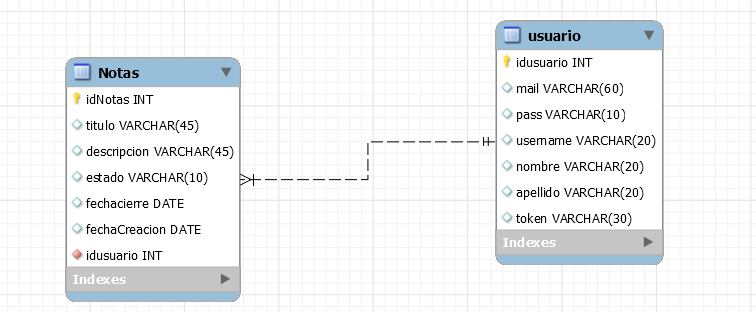 Notas
idNotas INT
titulo VARCHAR(45)
descripcion VARCHAR(45)
estado VARCHAR(10)
fechacierre DATE
fechaCreacion DATE
idusuario INT
Indexes
usuario
idusuario INT
mail VARCHAR(60)
pass VARCHAR(10)
username VARCHAR(20)
nombre VARCHAR(20)
apellido VARCHAR(20)
token VARCHAR(30)
Indexes